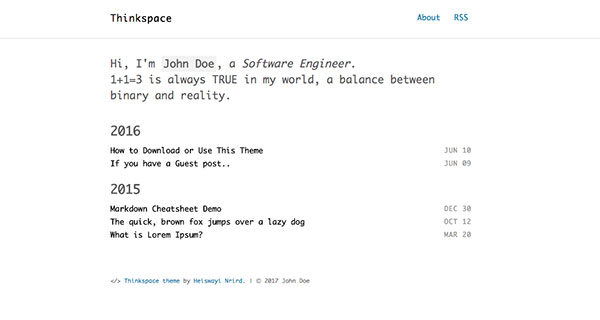 Thinkspace About RSS
Hi, I'm John Doe, a Software Engineer.
1+1=3 is always TRUE in my world, a balance between
binary and reality.
2016
How to Download or Use This Theme JUN 10
If you have a Guest post.. JUN 09
2015
Markdown Cheatsheet Demo DEC 30
The quick, brown fox jumps over a lazy dog OCT 12
What is Lorem Ipsum? MAR 20
</> Thinkspace theme by Heiswayi Nrird. | © 2017 John Doe